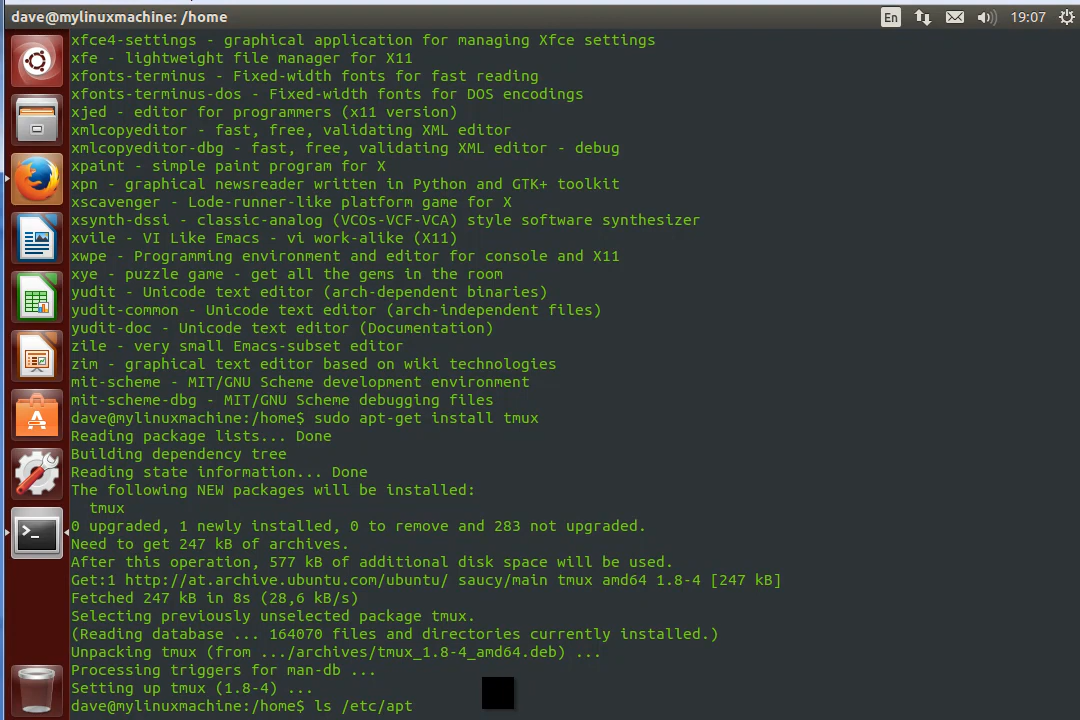 dave@mylinuxmachine: /home
En
19:07
xfce4-settings - graphical application for managing Xfce settings
xfe - lightweight file manager for X11
xfonts-terminus - Fixed-width fonts for fast reading
xfonts-terminus-dos - Fixed-width fonts for DOS encodings
xjed - editor for programmers (x11 version)
xmlcopyeditor - fast, free, validating XML editor
xmlcopyeditor-dbg - fast, free, validating XML editor - debug
xpaint - simple paint program for X
xpn - graphical newsreader written in Python and GTK+ toolkit
xscavenger - Lode-runner-like platform game for X
xsynth-dssi - classic-analog (VCOs-VCF-VCA) style software synthesizer
xvile - VI Like Emacs - vi work-alike (X11)
xwpe - Programming environment and editor for console and X11
xye - puzzle game - get all the gems in the room
yudit - Unicode text editor (arch-dependent binaries)
yudit-common - Unicode text editor (arch-independent files)
yudit-doc - Unicode text editor (Documentation)
zile - very small Emacs-subset editor
zim - graphical text editor based on wiki technologies
mit-scheme - MIT/GNU Scheme development environment
mit-scheme-dbg - MIT/GNU Scheme debugging files
dave@mylinuxmachine:/home$ sudo apt-get install tmux
Reading package lists... Done
Building dependency tree
Reading state information... Done
The following NEW packages will be installed:
  tmux
0 upgraded, 1 newly installed, 0 to remove and 283 not upgraded.
Need to get 247 kB of archives.
After this operation, 577 kB of additional disk space will be used.
Get:1 http://at.archive.ubuntu.com/ubuntu/ saucy/main tmux amd64 1.8-4 [247 kB]
Fetched 247 kB in 8s (28,6 kB/s)
Selecting previously unselected package tmux.
(Reading database ... 164070 files and directories currently installed.)
Unpacking tmux (from .../archives/tmux_1.8-4_amd64.deb) ...
Processing triggers for man-db ...
Setting up tmux (1.8-4) ...
dave@mylinuxmachine:/home$ ls /etc/apt